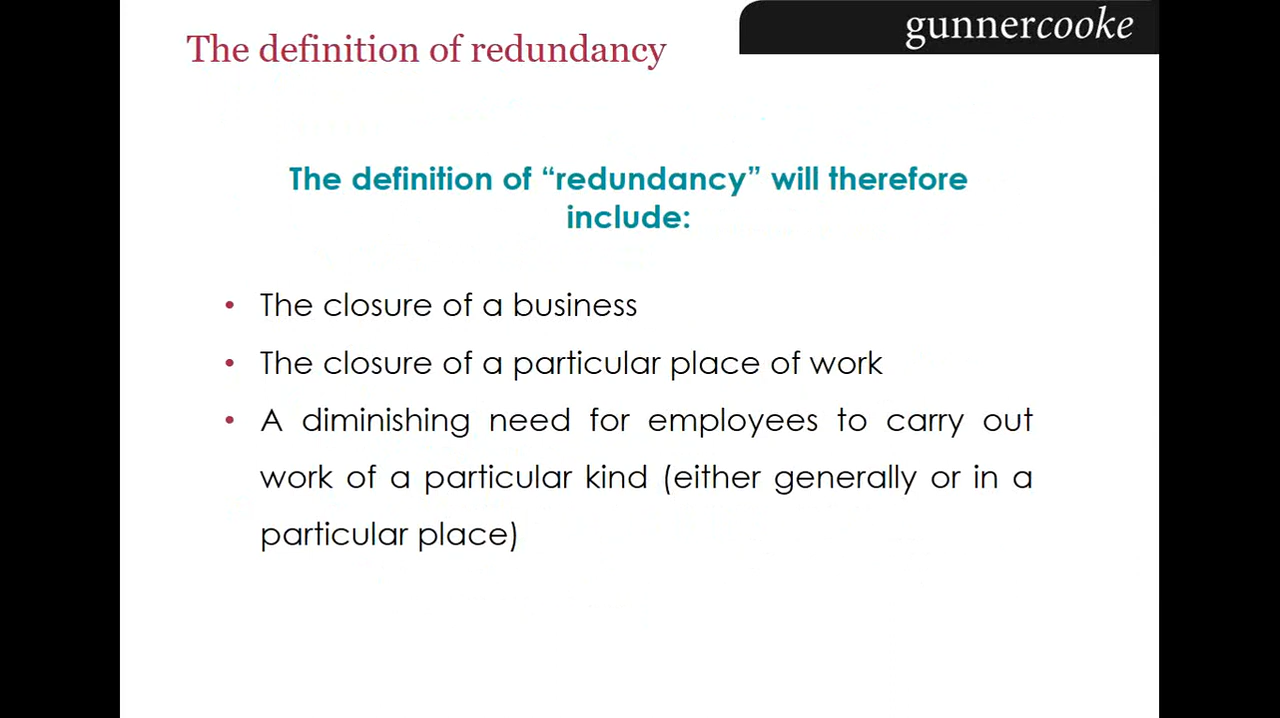 The definition of redundancy
gunnercooke
The definition of “redundancy” will therefore
include:
• The closure of a business
• The closure of a particular place of work
• A diminishing need for employees to carry out
work of a particular kind (either generally or in a
particular place)